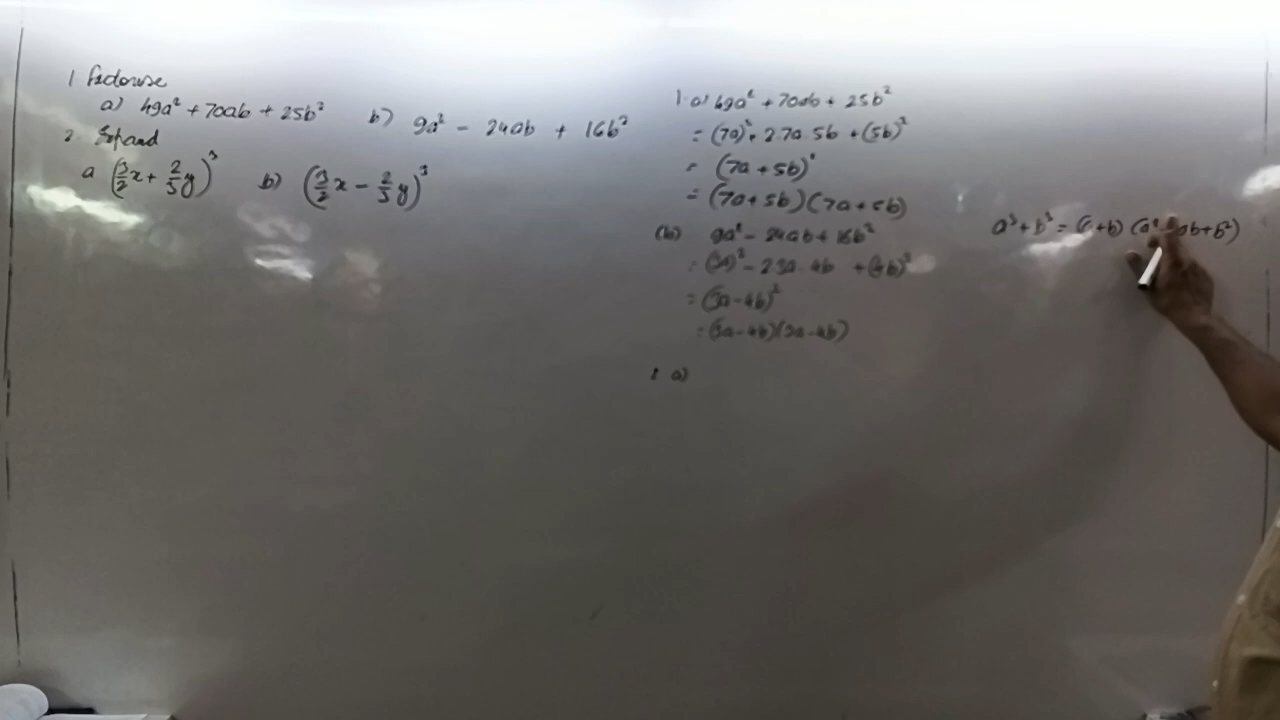 1 Factorise
a) 49a² + 70ab + 25b² b) 9a² - 24ab + 16b²
2. Expand
a (3/2 x + 2/5 y)³ b) (3/2 x - 2/5 y)³
1. a) 49a² + 70ab + 25b²
= (7a)² + 2.7a.5b + (5b)²
= (7a + 5b)²
= (7a + 5b)(7a + 5b)
(b) 9a² - 24ab + 16b²
= (3a)² - 2.3a.4b + (4b)²
= (3a - 4b)²
= (3a - 4b)(3a - 4b)
a)
a³ + b³ = (a + b)(a² - ab + b²)